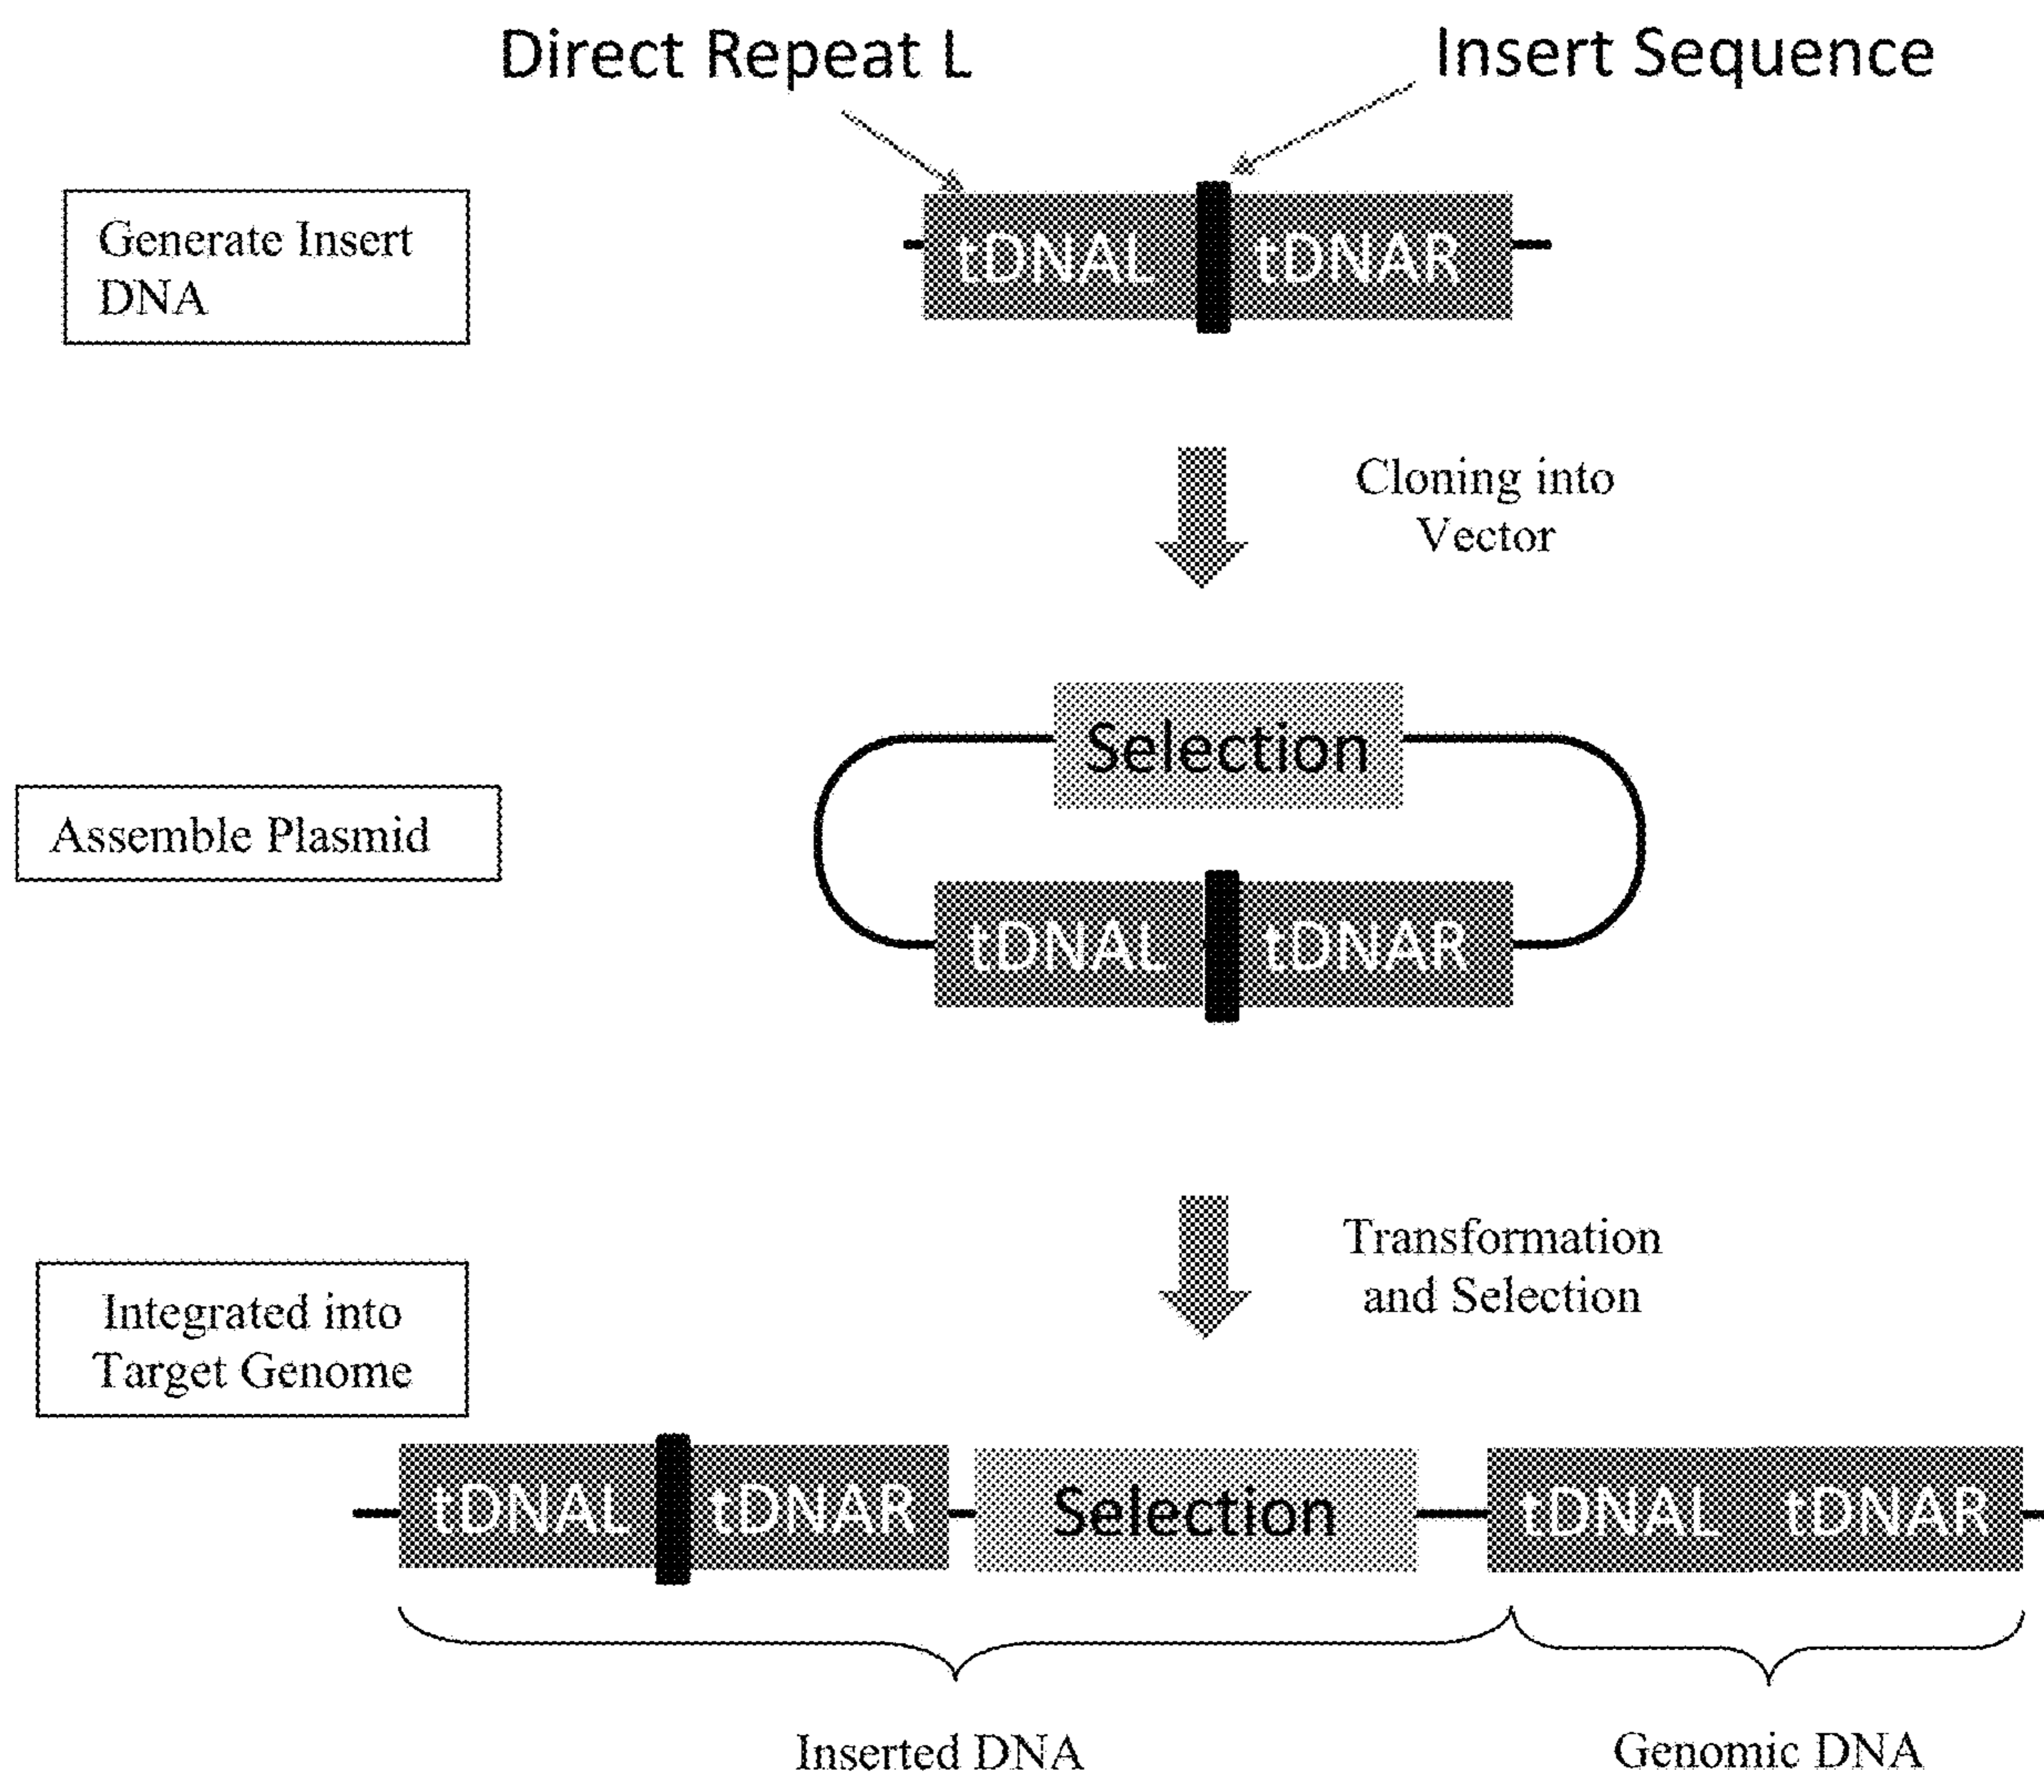 Direct Repeat L
Insert Sequence
Generate Insert
DNA
tDNAL
tDNAR
Cloning into
Vector
Selection
Assemble Plasmid
tDNAL
tDNAR
Transformation
and Selection
Integrated into
Target Genome
tDNAL
tDNAR
Selection
tDNAL
tDNAR
Inserted DNA
Genomic DNA